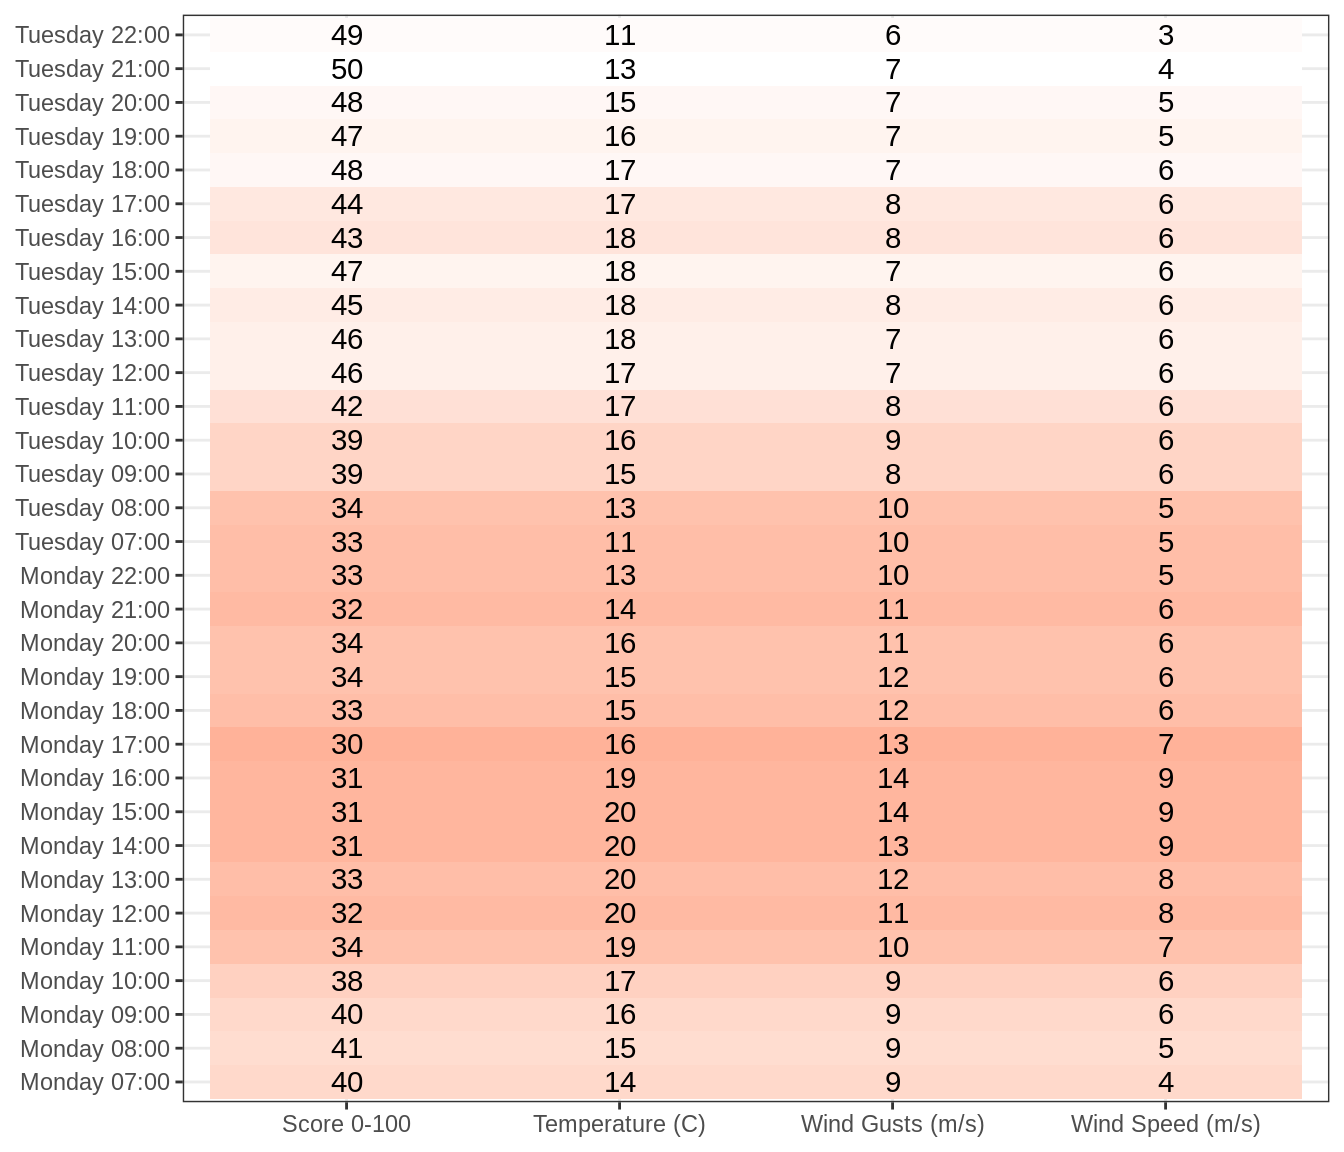 Tuesday 22:00 49 11 6 3
Tuesday 21:00 50 13 7 4
Tuesday 20:00 48 15 7 5
Tuesday 19:00 47 16 7 5
Tuesday 18:00 48 17 7 6
Tuesday 17:00 44 17 8 6
Tuesday 16:00 43 18 8 6
Tuesday 15:00 47 18 7 6
Tuesday 14:00 45 18 8 6
Tuesday 13:00 46 18 7 6
Tuesday 12:00 46 17 7 6
Tuesday 11:00 42 17 8 6
Tuesday 10:00 39 16 9 6
Tuesday 09:00 39 15 8 6
Tuesday 08:00 34 13 10 5
Tuesday 07:00 33 11 10 5
Monday 22:00 33 13 10 5
Monday 21:00 32 14 11 6
Monday 20:00 34 16 11 6
Monday 19:00 34 15 12 6
Monday 18:00 33 15 12 6
Monday 17:00 30 16 13 7
Monday 16:00 31 19 14 9
Monday 15:00 31 20 14 9
Monday 14:00 31 20 13 9
Monday 13:00 33 20 12 8
Monday 12:00 32 20 11 8
Monday 11:00 34 19 10 7
Monday 10:00 38 17 9 6
Monday 09:00 40 16 9 6
Monday 08:00 41 15 9 5
Monday 07:00 40 14 9 4
Score 0-100 Temperature (C) Wind Gusts (m/s) Wind Speed (m/s)